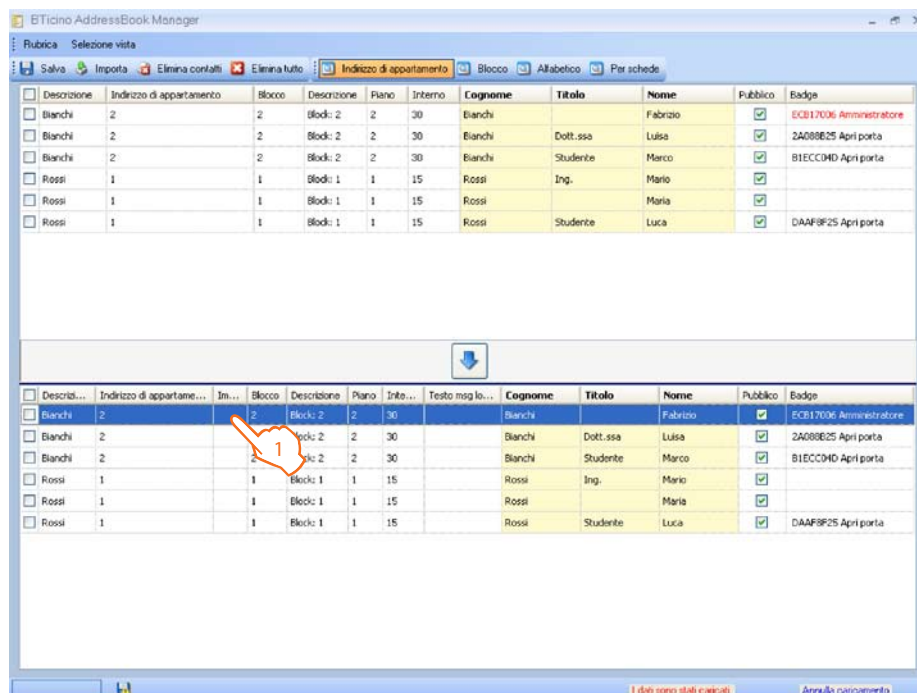 BTicino AddressBook Manager
Rubrica Selezione vista
Salva Importa Elimina contatti Elimina tutto Indirizzo di appartamento Blocco Alfabetico Per schede
Descrizione Indirizzo di appartamento Blocco Descrizione Piano Interno Cognome Titolo Nome Pubblico Badge
Bianchi 2 2 Block: 2 2 30 Bianchi Fabrizio ECB17006 Amministratore
Bianchi 2 2 Block: 2 2 30 Bianchi Dott.ssa Luisa 2A088B25 Apri porta
Bianchi 2 2 Block: 2 2 30 Bianchi Studente Marco B1ECC04D Apri porta
Rossi 1 1 Block: 1 1 15 Rossi Ing. Mario
Rossi 1 1 Block: 1 1 15 Rossi Maria
Rossi 1 1 Block: 1 1 15 Rossi Studente Luca DAAF8F25 Apri porta
Descrizi... Indirizzo di appartame... Im... Blocco Descrizione Piano Inte... Testo msg lo... Cognome Titolo Nome Pubblico Badge
Bianchi 2 2 Block: 2 2 30 Bianchi Fabrizio ECB17006 Amministratore
Bianchi 2 lock: 2 2 30 Bianchi Dott.ssa Luisa 2A088B25 Apri porta
Bianchi 2 2 lock: 2 2 30 Bianchi Studente Marco B1ECC04D Apri porta
1
Rossi 1 1 Block: 1 1 15 Rossi Ing. Mario
Rossi 1 1 Block: 1 1 15 Rossi Maria
Rossi 1 1 Block: 1 1 15 Rossi Studente Luca DAAF8F25 Apri porta
I dati sono stati caricati Annulla caricamento